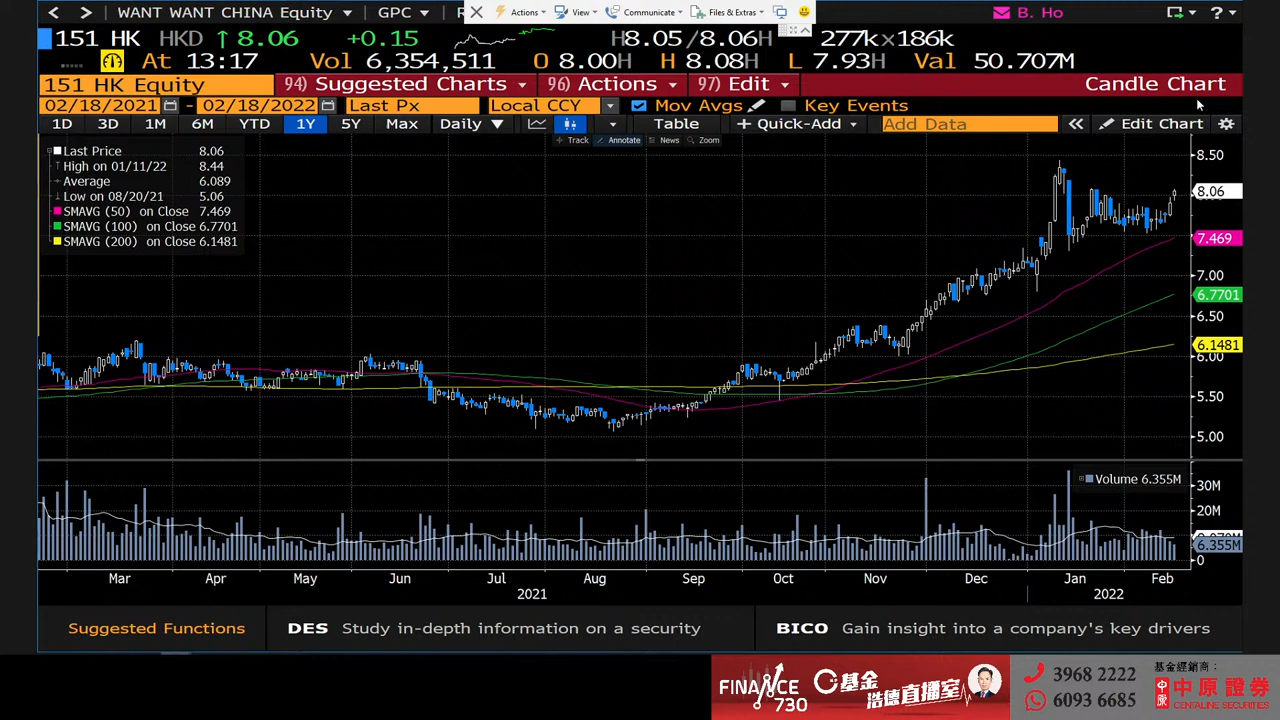 WANT WANT CHINA Equity GPC Actions View Communicate Files & Extras B. Ho ?
151 HK HKD ↑ 8.06 +0.15 H8.05 /8.06H 277k×186k
At 13:17 Vol 6,354,511 O 8.00H H 8.08H L 7.93H Val 50.707M
151 HK Equity 94) Suggested Charts 96) Actions 97) Edit Candle Chart
02/18/2021 - 02/18/2022 Last Px Local CCY Mov Avgs Key Events
1D 3D 1M 6M YTD 1Y 5Y Max Daily ▼ Table + Quick-Add Add Data « Edit Chart
Track Annotate News Zoom
Last Price 8.06
High on 01/11/22 8.44
Average 6.089
Low on 08/20/21 5.06
SMAVG (50) on Close 7.469
SMAVG (100) on Close 6.7701
SMAVG (200) on Close 6.1481
8.50
8.06
7.469
7.00
6.7701
6.50
6.1481
6.00
5.50
5.00
Volume 6.355M
30M
20M
6.355M
0
Mar Apr May Jun Jul Aug Sep Oct Nov Dec Jan Feb
2021 2022
Suggested Functions DES Study in-depth information on a security BICO Gain insight into a company's key drivers
FINANCE 730
基金
浩德直播室
3968 2222
6093 6685
基金經銷商：
中原證券
CENTALINE SECURITIES